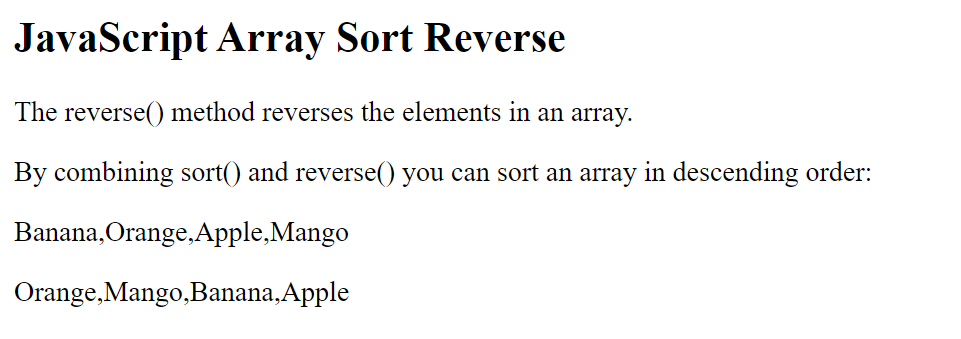 JavaScript Array Sort Reverse
The reverse() method reverses the elements in an array.
By combining sort() and reverse() you can sort an array in descending order:
Banana,Orange,Apple,Mango
Orange,Mango,Banana,Apple